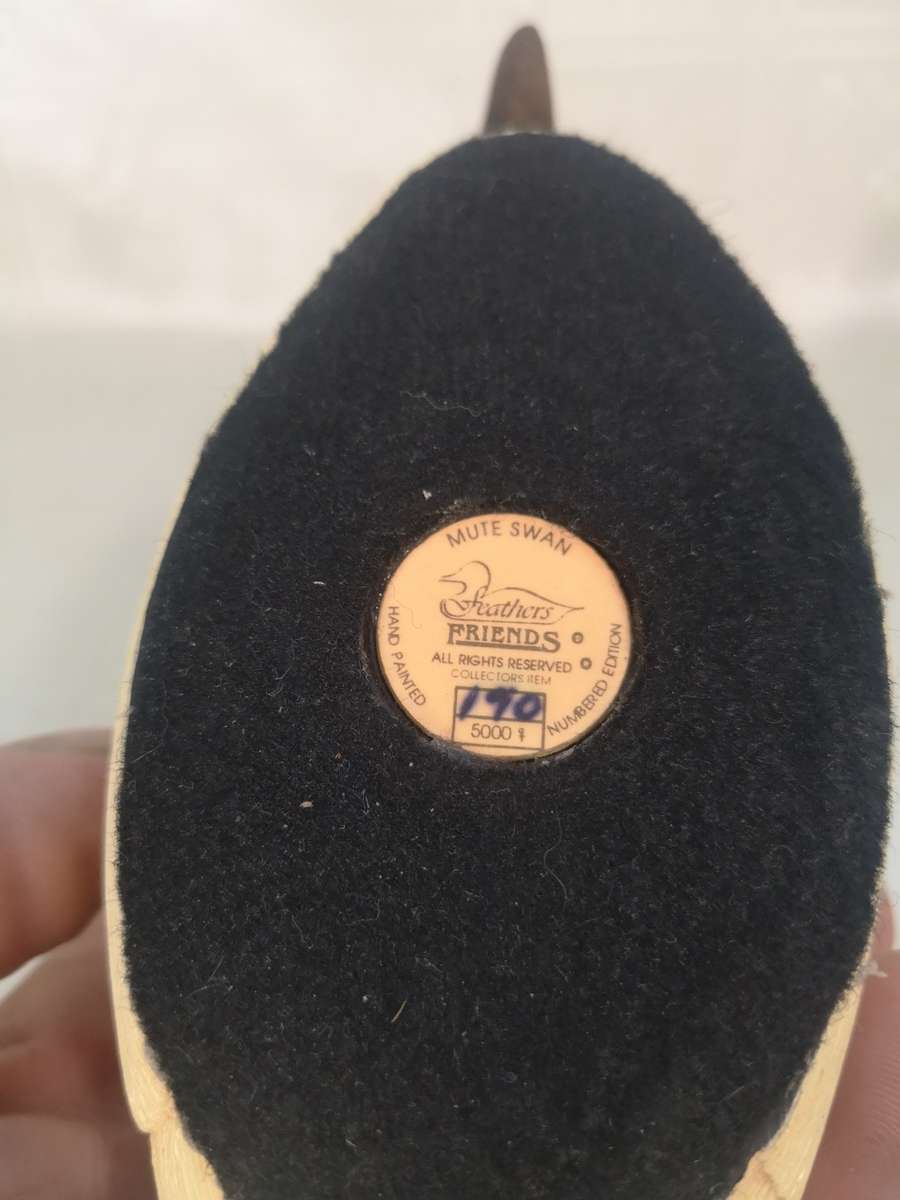 MUTE SWAN
Feathers
FRIENDS
ALL RIGHTS RESERVED
COLLECTORS ITEM
HAND PAINTED
NUMBERED EDITION
190
5000